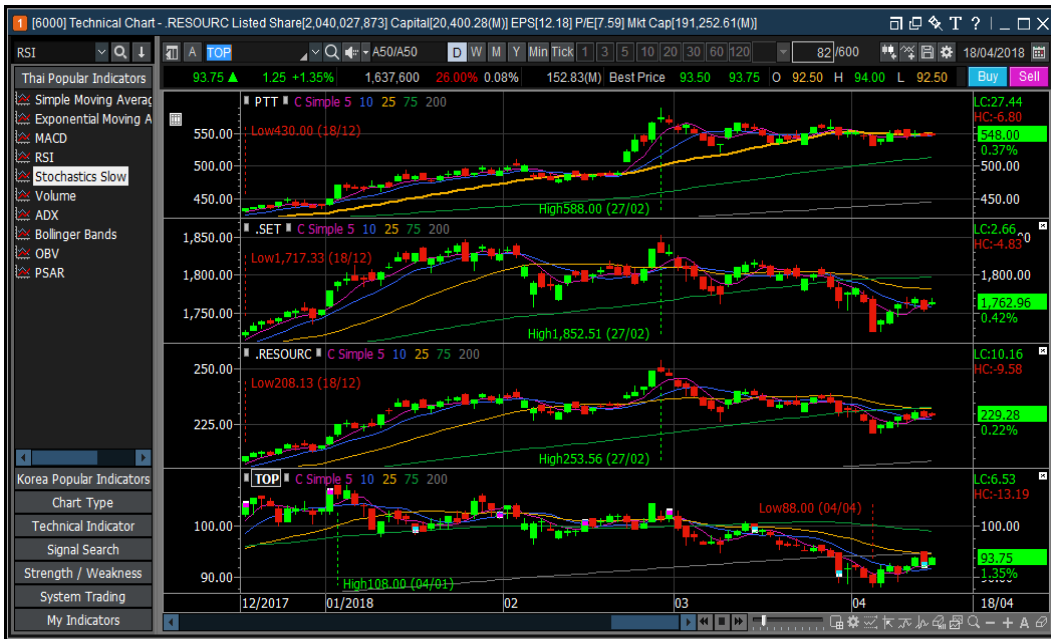 1 [6000] Technical Chart - .RESOURC Listed Share[2,040,027,873] Capital[20,400.28(M)] EPS[12.18] P/E[7.59] Mkt Cap[191,252.61(M)] T ?
RSI A TOP A50/A50 D W M Y Min Tick 1 3 5 10 20 30 60 120 82 /600 18/04/2018
Thai Popular Indicators 93.75 ▲ 1.25 +1.35% 1,637,600 26.00% 0.08% 152.83(M) Best Price 93.50 93.75 O 92.50 H 94.00 L 92.50 Buy Sell
Simple Moving Averag
Exponential Moving A
MACD
RSI
Stochastics Slow
Volume
ADX
Bollinger Bands
OBV
PSAR
Korea Popular Indicators
Chart Type
Technical Indicator
Signal Search
Strength / Weakness
System Trading
My Indicators
PTT C Simple 5 10 25 75 200 LC:27.44
HC:-6.80
550.00 Low430.00 (18/12) 548.00
0.37%
500.00 500.00
450.00 450.00
High588.00 (27/02)
.SET C Simple 5 10 25 75 200 LC:2.66
1,850.00 HC:-4.83
Low1,717.33 (18/12)
1,800.00 1,800.00
1,762.96
1,750.00 0.42%
High1,852.51 (27/02)
.RESOURC C Simple 5 10 25 75 200 LC:10.16
250.00 HC:-9.58
Low208.13 (18/12)
229.28
225.00 0.22%
High253.56 (27/02)
TOP C Simple 5 10 25 75 200 LC:6.53
HC:-13.19
Low88.00 (04/04)
100.00 100.00
93.75
90.00 1.35%
High108.00 (04/01)
12/2017 01/2018 02 03 04 18/04
A